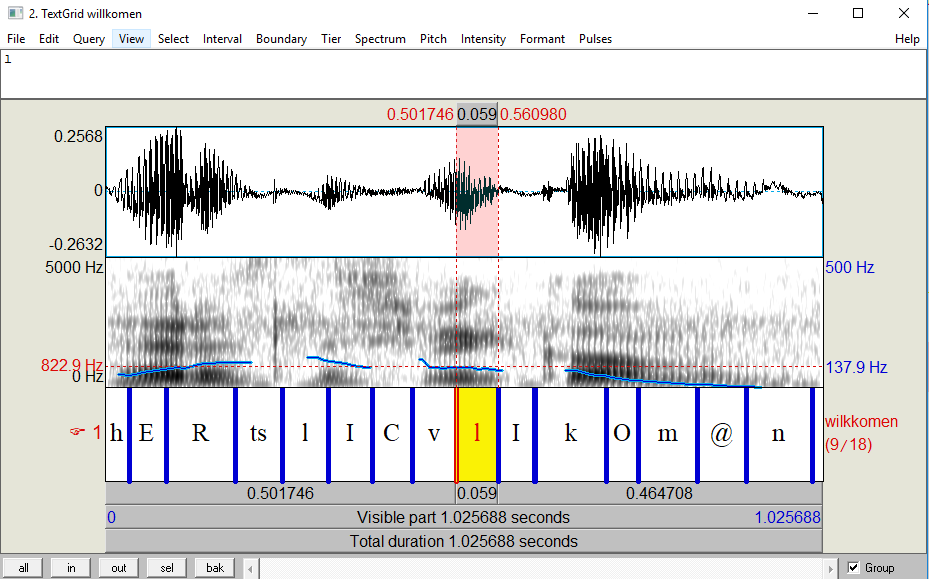 2. TextGrid willkomen
File Edit Query View Select Interval Boundary Tier Spectrum Pitch Intensity Formant Pulses Help
1
0.501746 0.059 0.560980
0.2568
0
-0.2632
5000 Hz 500 Hz
822.9 Hz 137.9 Hz
0 Hz
☞ 1 h E R ts l I C v l I k O m @ n wilkkomen
(9/18)
0.501746 0.059 0.464708
0 Visible part 1.025688 seconds 1.025688
Total duration 1.025688 seconds
all in out sel bak Group